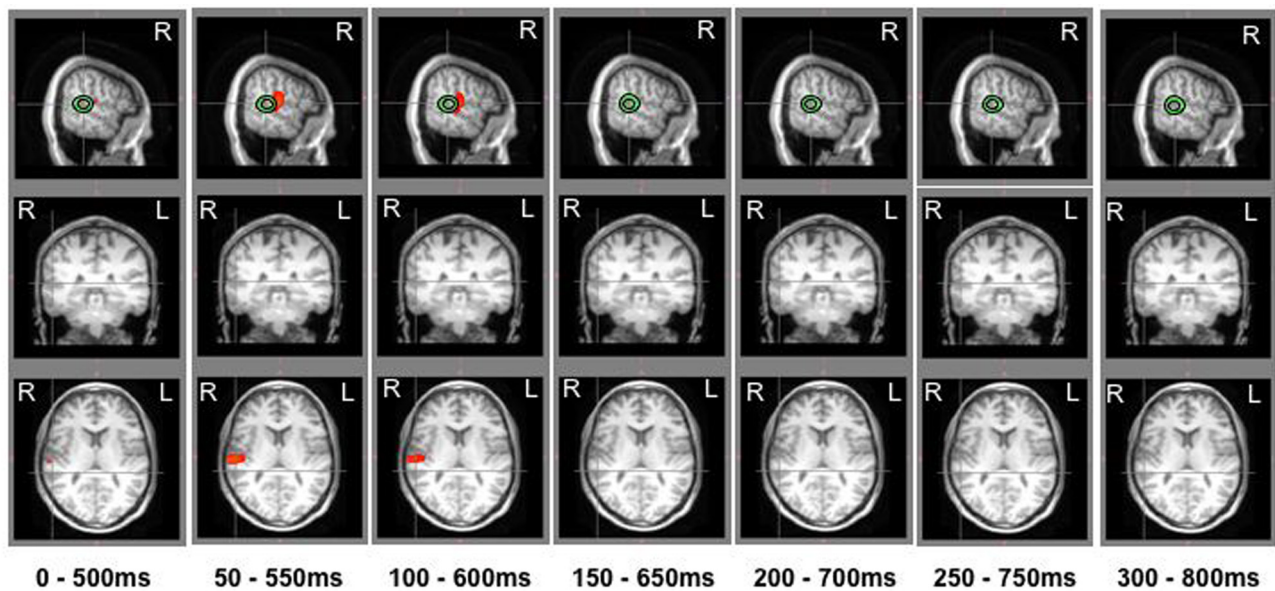 R R R R R R R
R L R L R L R L R L R L R L
R L R L R L R L R L R L R L
0 - 500ms 50 - 550ms 100 - 600ms 150 - 650ms 200 - 700ms 250 - 750ms 300 - 800ms